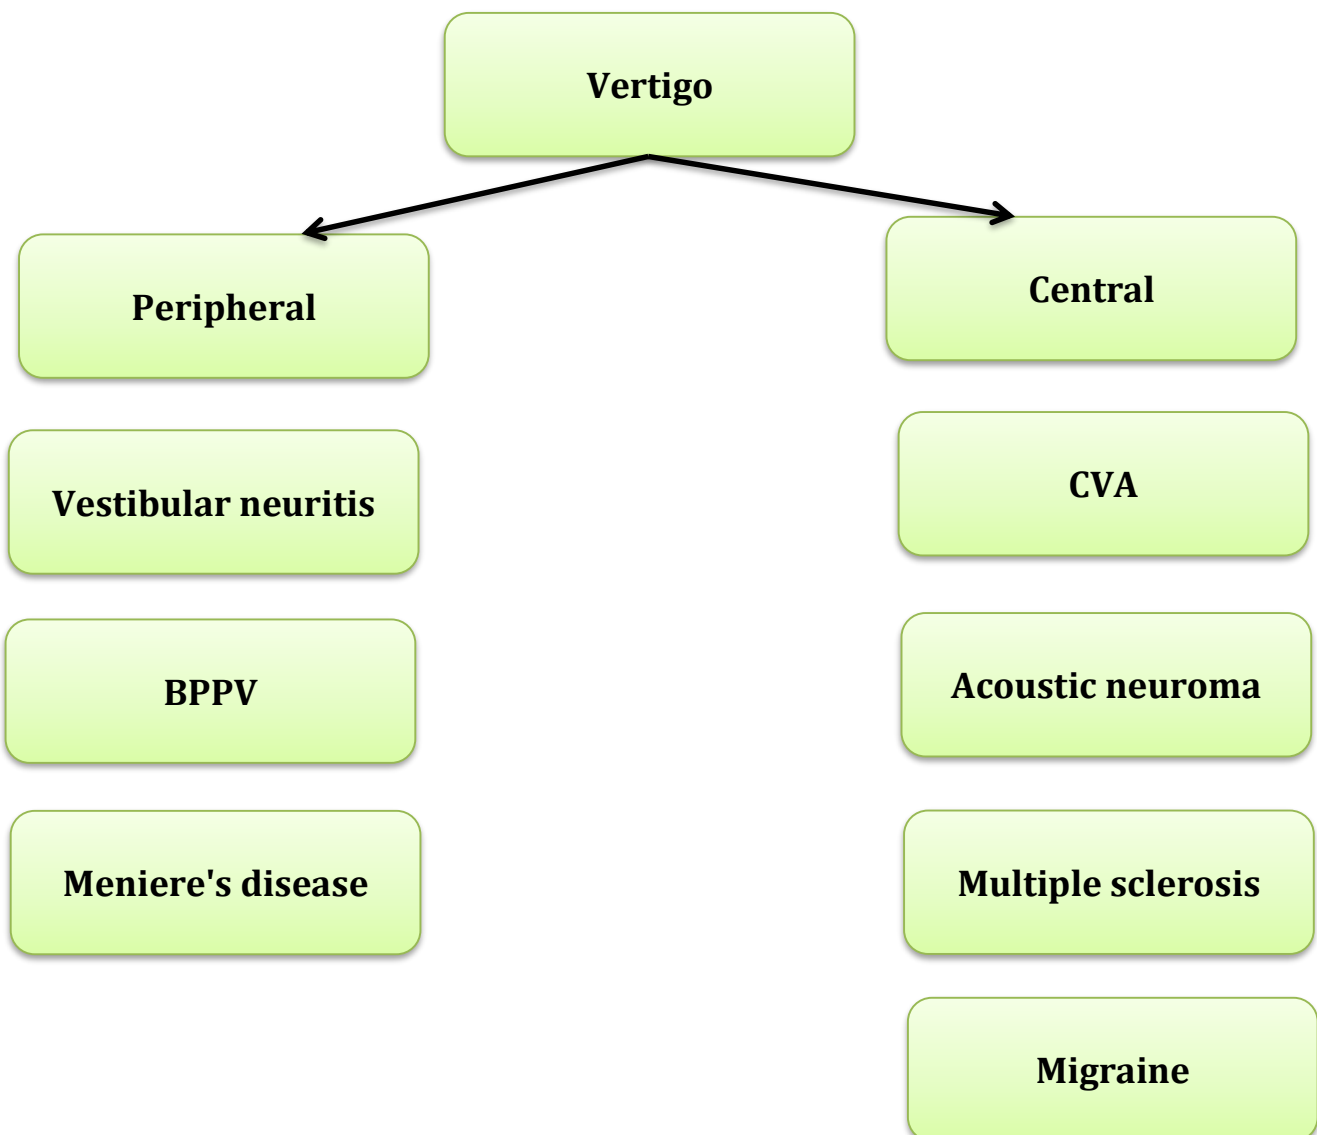 Vertigo
Peripheral
Central
Vestibular neuritis
CVA
BPPV
Acoustic neuroma
Meniere's disease
Multiple sclerosis
Migraine